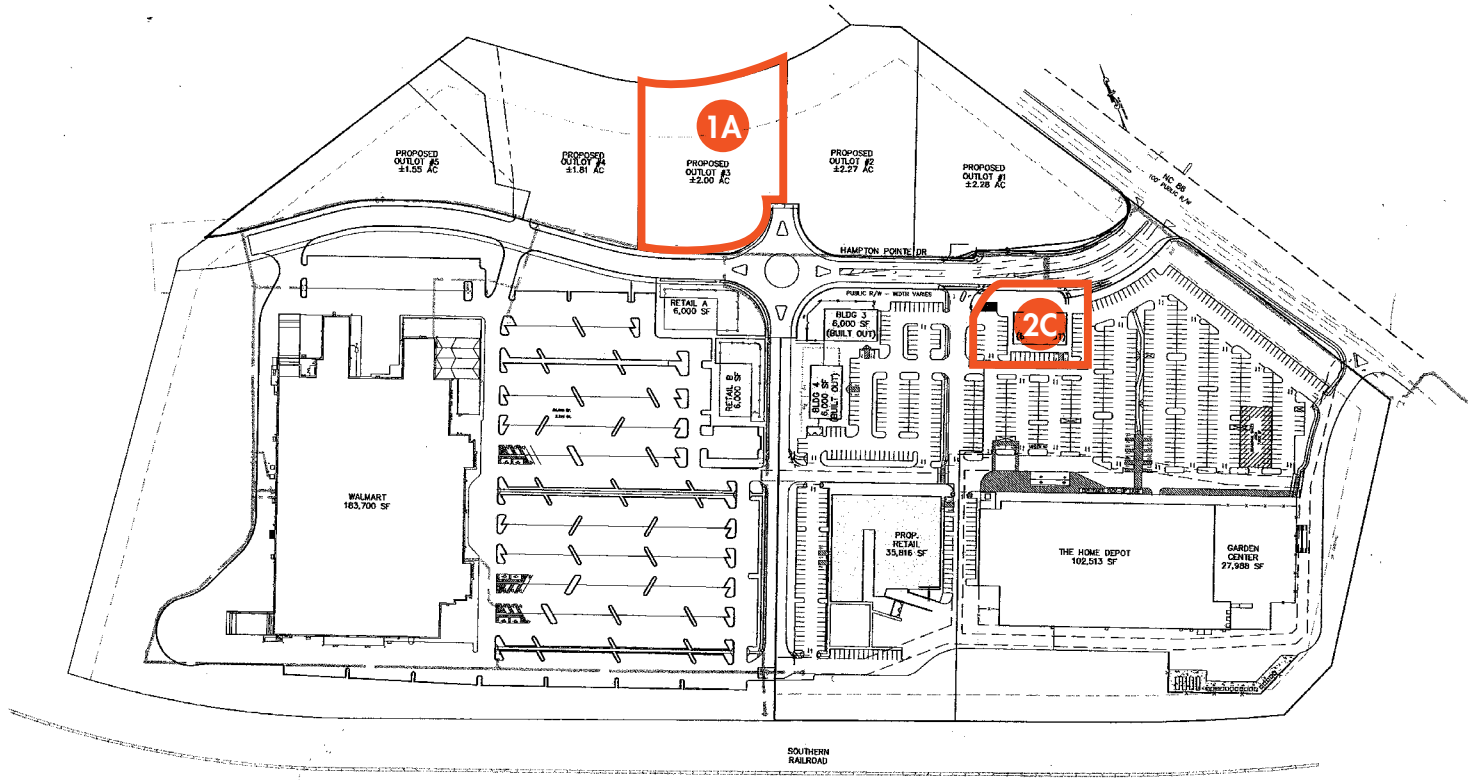 1A
PROPOSED
OUTLOT #5
±1.55 AC
PROPOSED
OUTLOT #4
±1.81 AC
PROPOSED
OUTLOT #3
±2.00 AC
PROPOSED
OUTLOT #2
±2.27 AC
PROPOSED
OUTLOT #1
±2.28 AC
NC 86
100' PUBLIC R/W
HAMPTON POINTE DR
PUBLIC R/W - WIDTH VARIES
RETAIL A
6,000 SF
BLDG 3
6,000 SF
(BUILT OUT)
2C
RETAIL B
6,000 SF
BLDG 4
6,000 SF
(BUILT OUT)
WALMART
183,700 SF
PROP.
RETAIL
35,816 SF
THE HOME DEPOT
102,513 SF
GARDEN
CENTER
27,988 SF
SOUTHERN
RAILROAD